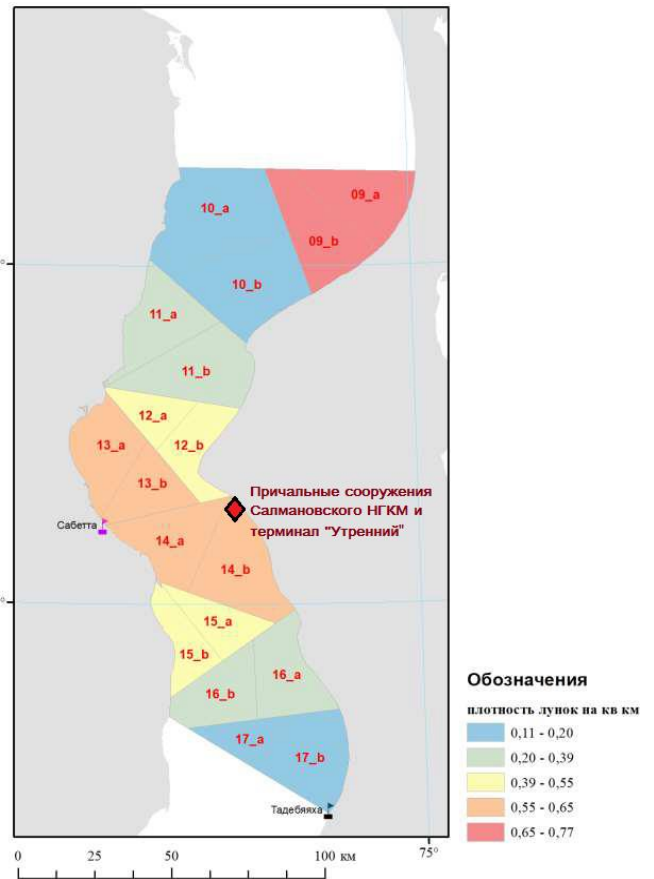 09_a
10_a
09_b
10_b
11_a
11_b
12_a
12_b
13_a
13_b
Причальные сооружения
Салмановского НГКМ и
терминал "Утренний"
Сабетта
14_a
14_b
15_a
15_b
16_a
16_b
17_a
17_b
Тадебяяха
Обозначения
плотность лунок на кв км
0,11 - 0,20
0,20 - 0,39
0,39 - 0,55
0,55 - 0,65
0,65 - 0,77
0 25 50 100 км
75°